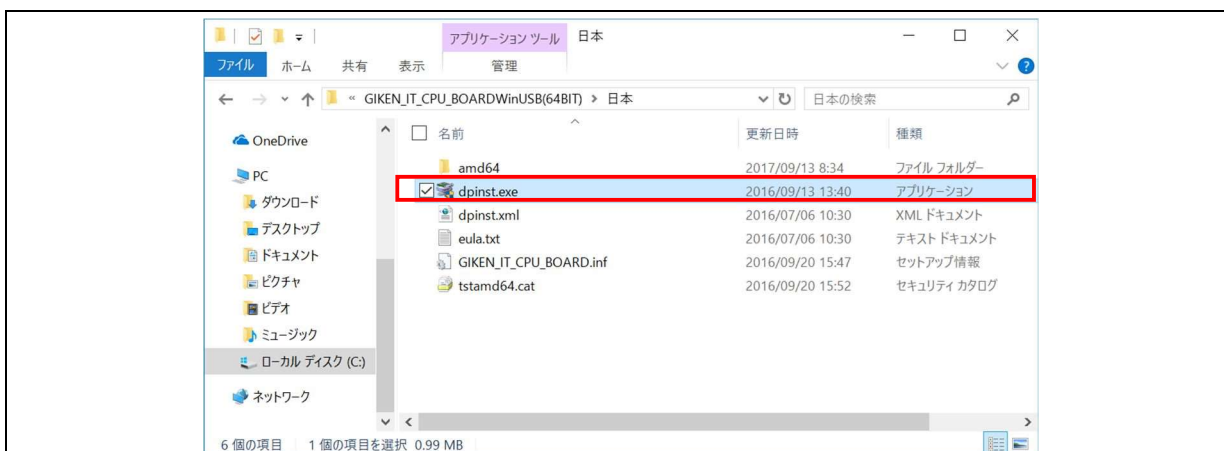 アプリケーション ツール 日本
ファイル ホーム 共有 表示 管理
« GIKEN_IT_CPU_BOARDWinUSB(64BIT) > 日本 日本の検索
OneDrive
PC
ダウンロード
デスクトップ
ドキュメント
ピクチャ
ビデオ
ミュージック
ローカル ディスク (C:)
ネットワーク
名前 更新日時 種類
amd64 2017/09/13 8:34 ファイル フォルダー
dpinst.exe 2016/09/13 13:40 アプリケーション
dpinst.xml 2016/07/06 10:30 XML ドキュメント
eula.txt 2016/07/06 10:30 テキスト ドキュメント
GIKEN_IT_CPU_BOARD.inf 2016/09/20 15:47 セットアップ情報
tstamd64.cat 2016/09/20 15:52 セキュリティ カタログ
6 個の項目 1 個の項目を選択 0.99 MB